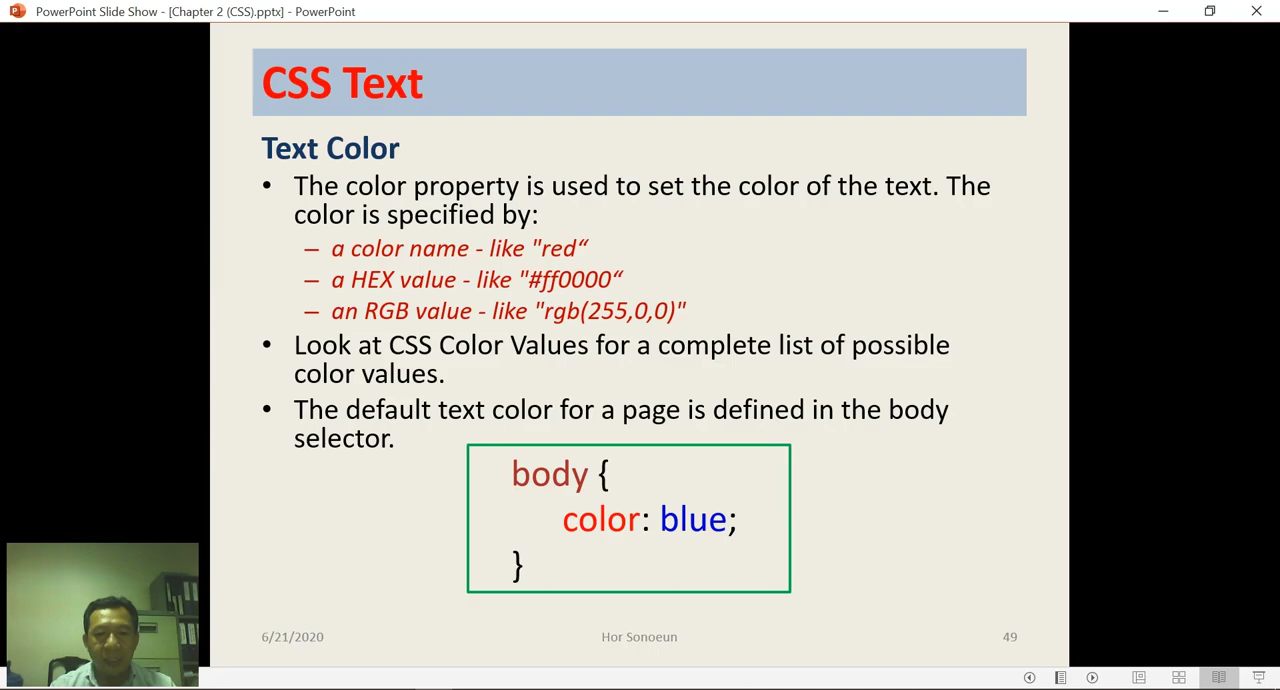 PowerPoint Slide Show - [Chapter 2 (CSS).pptx] - PowerPoint
CSS Text
Text Color
• The color property is used to set the color of the text. The
color is specified by:
– a color name - like "red“
– a HEX value - like "#ff0000“
– an RGB value - like "rgb(255,0,0)"
• Look at CSS Color Values for a complete list of possible
color values.
• The default text color for a page is defined in the body
selector.
body {
color: blue;
}
6/21/2020 Hor Sonoeun 49